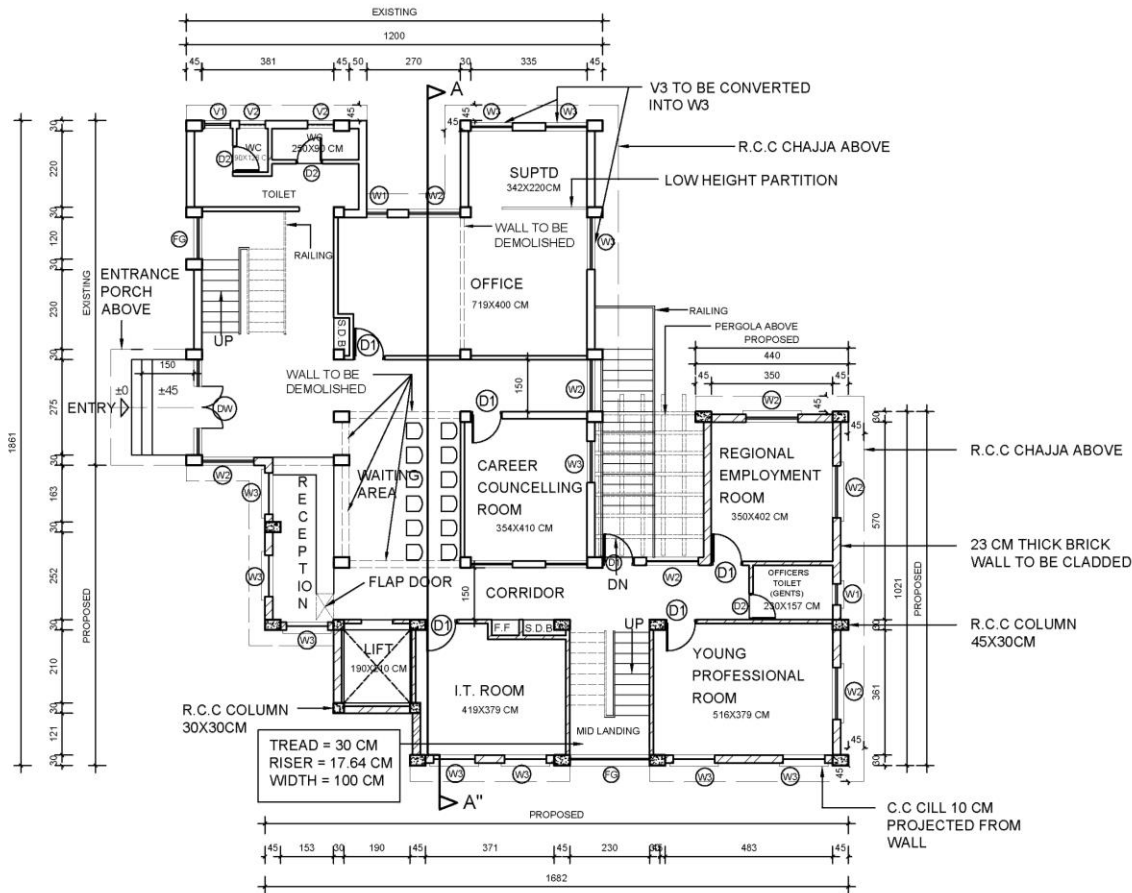 EXISTING
1200
45 381 45 50 270 30 335 45
A
V3 TO BE CONVERTED
INTO W3
V1 V2 V2 45 W3 W3
45
R.C.C CHAJJA ABOVE
WC
90X120 CM
WC
250X90 CM
D2
D2
SUPTD
342X220CM
LOW HEIGHT PARTITION
TOILET
W1 W2
WALL TO BE
DEMOLISHED
RAILING
FG
W3
ENTRANCE
PORCH
ABOVE
OFFICE
719X400 CM
UP
S.D.B
D1
RAILING
PERGOLA ABOVE
PROPOSED
440
350
150
±0 ±45
ENTRY
DW
WALL TO BE
DEMOLISHED
150
W2
D1
W2
45
45
R.C.C CHAJJA ABOVE
W2
W3
RECEPTION
WAITING
AREA
CAREER
COUNCELLING
ROOM
354X410 CM
W3
REGIONAL
EMPLOYMENT
ROOM
350X402 CM
W2
23 CM THICK BRICK
WALL TO BE CLADDED
W3
FLAP DOOR
150
CORRIDOR
D1
DN
W2
D1
OFFICERS
TOILET
(GENTS)
230X157 CM
D2
W1
W3
D1
F.F S.D.B
UP
D1
R.C.C COLUMN
45X30CM
LIFT
190X210 CM
I.T. ROOM
419X379 CM
YOUNG
PROFESSIONAL
ROOM
516X379 CM
W2
R.C.C COLUMN
30X30CM
MID LANDING
TREAD = 30 CM
RISER = 17.64 CM
WIDTH = 100 CM
45
W3 W3 FG W3 W3
45
A"
C.C CILL 10 CM
PROJECTED FROM
WALL
PROPOSED
45 153 30 190 45 371 45 230 45 483 45
1682
1861
EXISTING
PROPOSED
30
220
30
120
30
230
30
275
30
163
30
252
30
210
30
121
30
30
570
30
361
30
1021
PROPOSED